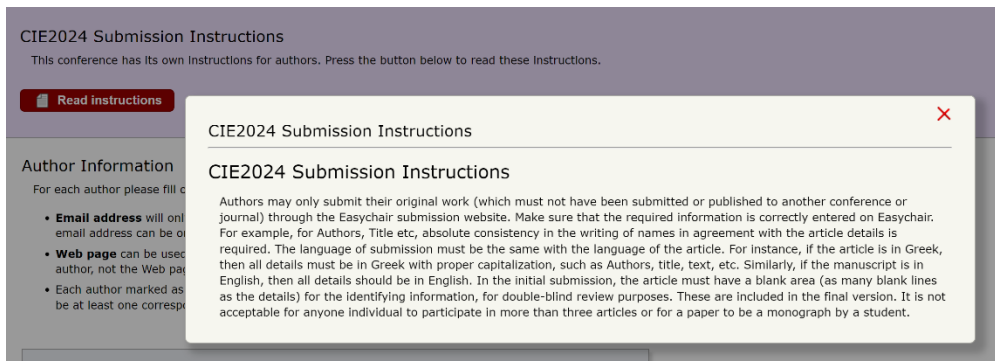 CIE2024 Submission Instructions
This conference has its own instructions for authors. Press the button below to read these instructions.
Read instructions
CIE2024 Submission Instructions
CIE2024 Submission Instructions
Authors may only submit their original work (which must not have been submitted or published to another conference or
journal) through the Easychair submission website. Make sure that the required information is correctly entered on Easychair.
For example, for Authors, Title etc, absolute consistency in the writing of names in agreement with the article details is
required. The language of submission must be the same with the language of the article. For instance, if the article is in Greek,
then all details must be in Greek with proper capitalization, such as Authors, title, text, etc. Similarly, if the manuscript is in
English, then all details should be in English. In the initial submission, the article must have a blank area (as many blank lines
as the details) for the identifying information, for double-blind review purposes. These are included in the final version. It is not
acceptable for anyone individual to participate in more than three articles or for a paper to be a monograph by a student.
Author Information
For each author please fill
• Email address will
email address can be
• Web page can be
author, not the Web
• Each author marked as
be at least one